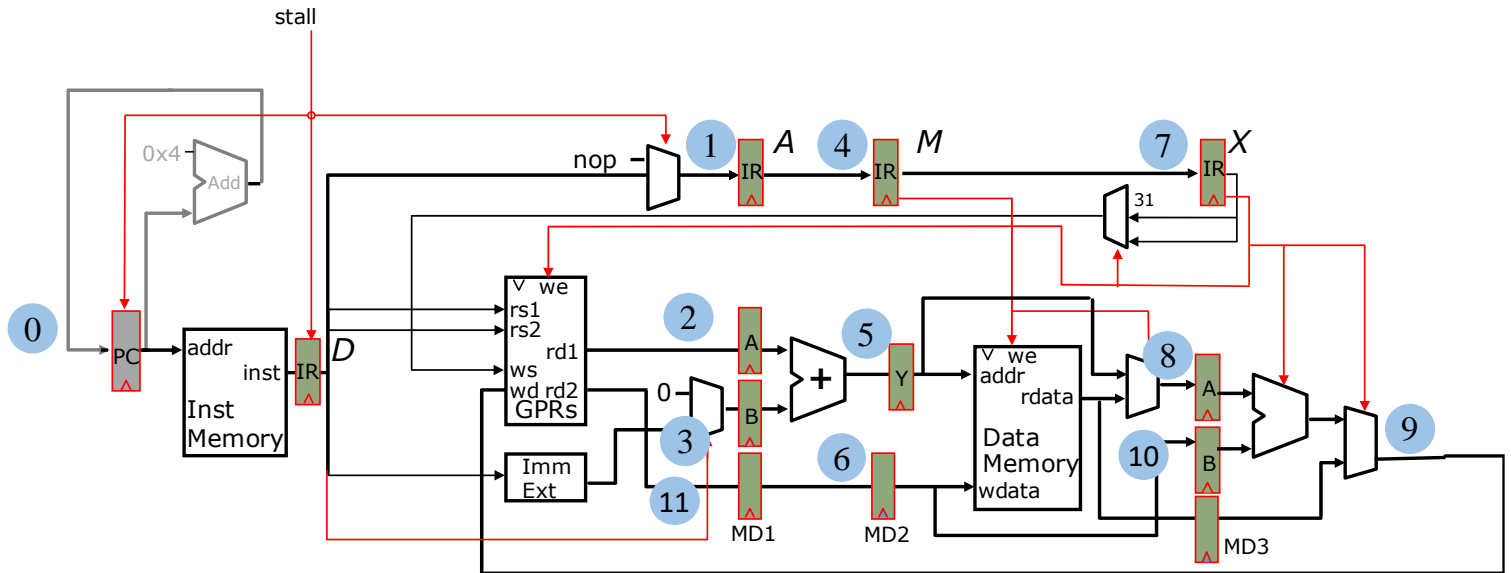 stall
0x4
Add
nop
1
IR
A
4
IR
M
7
IR
X
31
0
PC
addr
inst
Inst
Memory
IR
D
we
rs1
rs2
rd1
ws
wd rd2
GPRs
0
3
Imm
Ext
11
2
A
B
MD1
+
5
Y
6
MD2
we
addr
rdata
Data
Memory
wdata
8
A
10
B
MD3
9